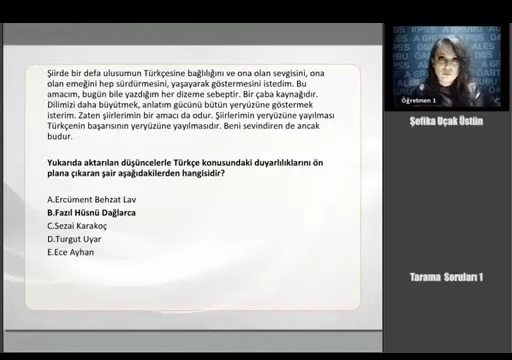 Şiirde bir defa ulusumun Türkçesine bağlılığını ve ona olan sevgisini, ona
olan emeğini hep sürdürmesini, yaşayarak göstermesini istedim. Bu
amacım, bugün bile yazdığım her dizeme sebeptir. Bir çaba kaynağıdır.
Dilimizi daha büyütmek, anlatım gücünü bütün yeryüzüne göstermek
isterim. Zaten şiirlerimin bir amacı da odur. Şiirlerimin yeryüzüne yayılması
Türkçenin başarısının yeryüzüne yayılmasıdır. Beni sevindiren de ancak
budur.
Yukarıda aktarılan düşüncelerle Türkçe konusundaki duyarlılıklarını ön
plana çıkaran şair aşağıdakilerden hangisidir?
A.Ercüment Behzat Lav
B.Fazıl Hüsnü Dağlarca
C.Sezai Karakoç
D.Turgut Uyar
E.Ece Ayhan
Öğretmen 1
Şefika Uçak Üstün
Tarama Soruları 1